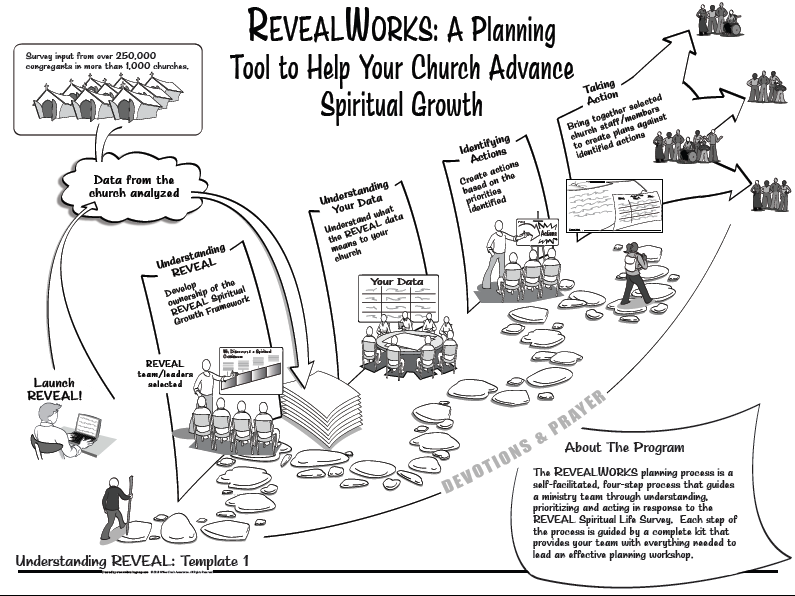 REVEALWORKS: A Planning
Tool to Help Your Church Advance
Spiritual Growth
Survey input from over 250,000
congregants in more than 1,000 churches.
Data from the
church analyzed
Launch
REVEAL!
Understanding
REVEAL
Develop
ownership of the
REVEAL Spiritual
Growth Framework
REVEAL
team/leaders
selected
Understanding
Your Data
Understand what
the REVEAL data
means to your
church
Your Data
Identifying
Actions
Create actions
based on the
priorities
identified
Actions
Taking
Action
Bring together selected
church staff/members
to create plans against
identified actions
DEVOTIONS & PRAYER
About The Program
The REVEALWORKS planning process is a
self-facilitated, four-step process that guides
a ministry team through understanding,
prioritizing and acting in response to the
REVEAL Spiritual Life Survey. Each step of
the process is guided by a complete kit that
provides your team with everything needed to
lead an effective planning workshop.
Understanding REVEAL: Template 1